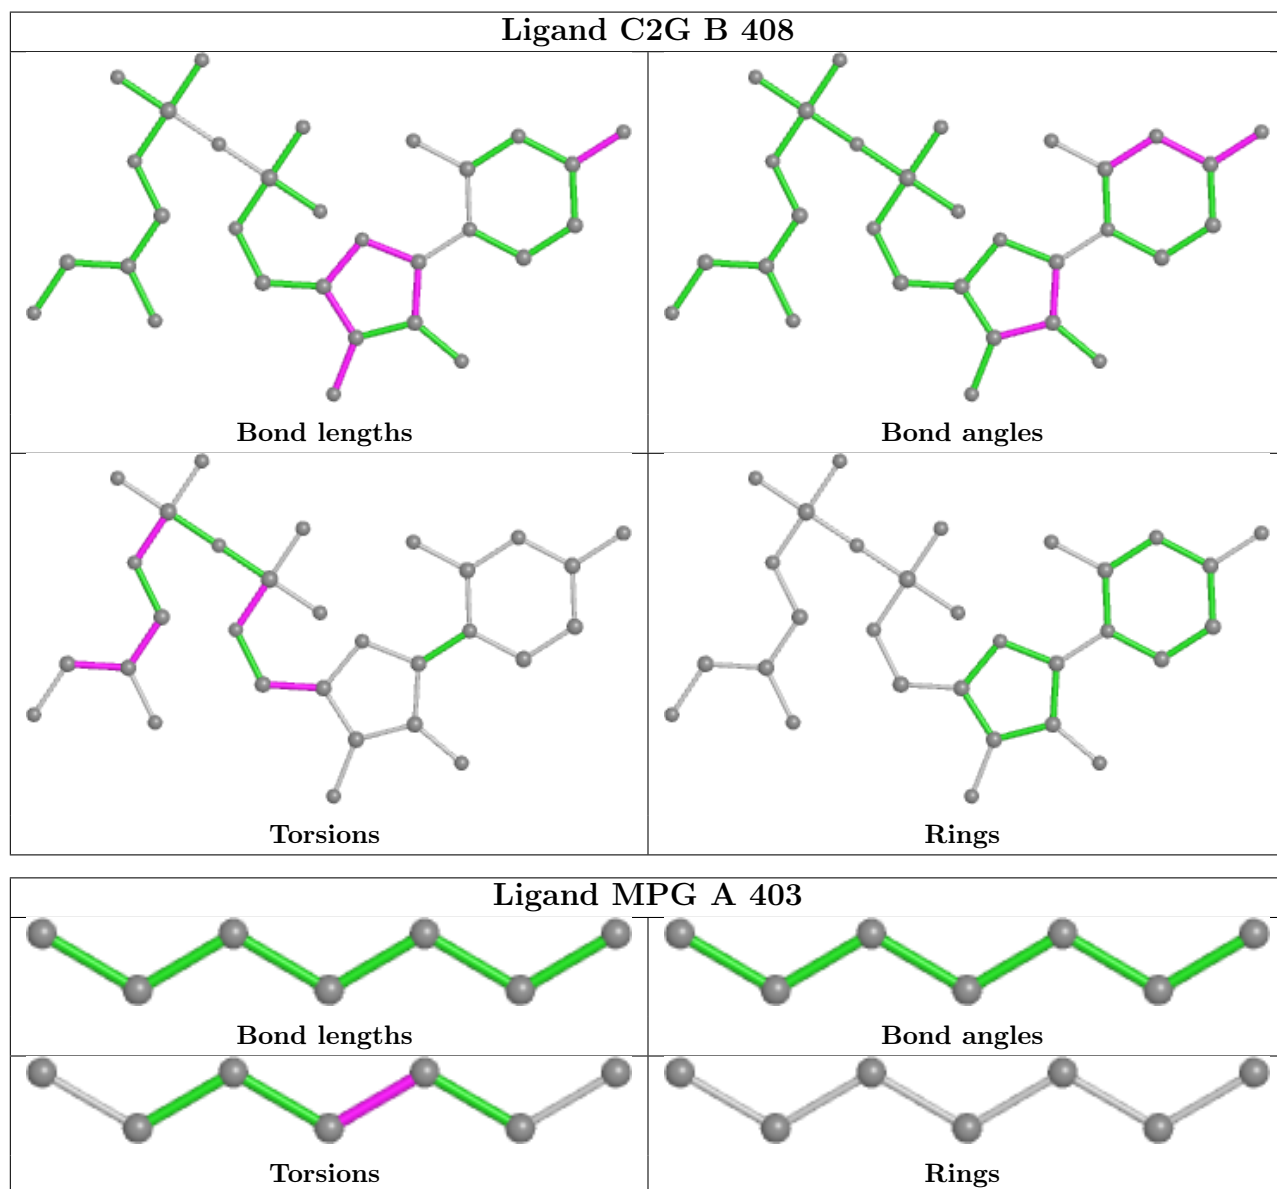 Ligand C2G B 408
Bond lengths
Bond angles
Torsions
Rings
Ligand MPG A 403
Bond lengths
Bond angles
Torsions
Rings